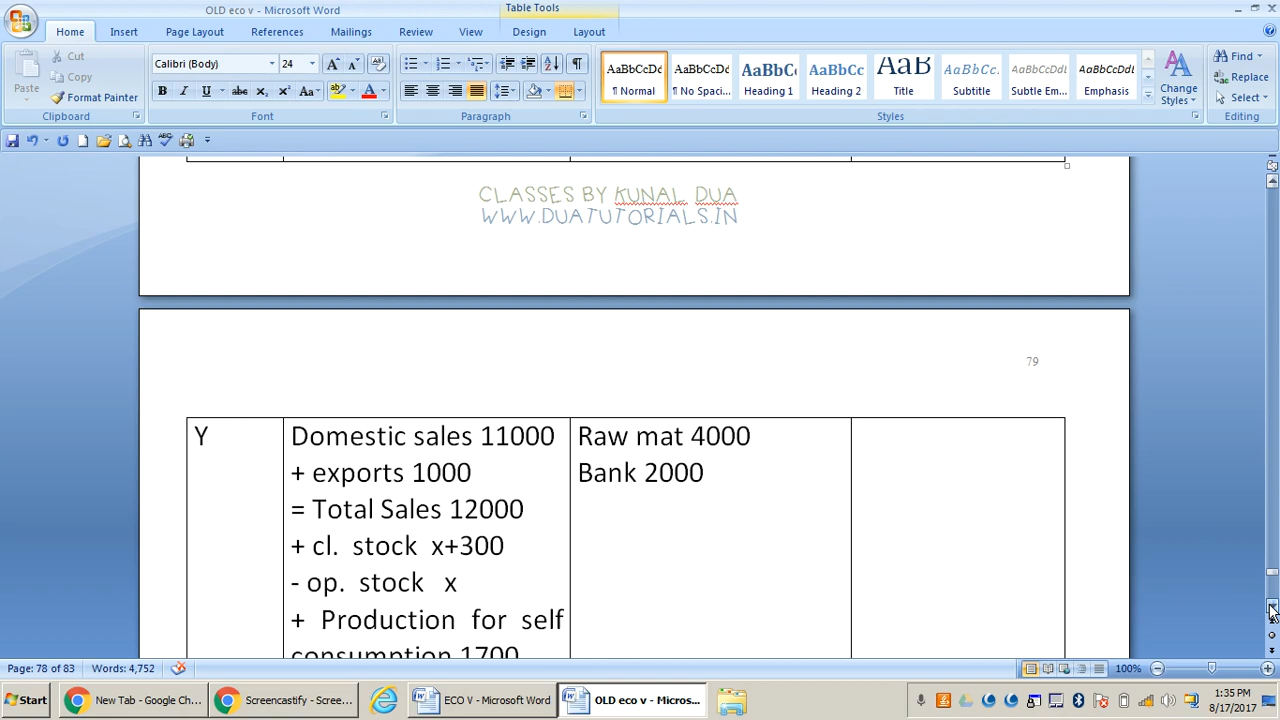 OLD eco v - Microsoft Word
Table Tools
Home
Insert
Page Layout
References
Mailings
Review
View
Design
Layout
Paste
Cut
Copy
Format Painter
Clipboard
Calibri (Body)
24
Font
Paragraph
AaBbCcDc
¶ Normal
AaBbCcDc
¶ No Spaci...
AaBbC
Heading 1
AaBbCc
Heading 2
AaB
Title
AaBbCc.
Subtitle
AaBbCcDdI
Subtle Em...
AaBbCcDdI
Emphasis
Change
Styles
Styles
Find
Replace
Select
Editing
CLASSES BY KUNAL DUA
WWW.DUATUTORIALS.IN
79
Y
Domestic sales 11000
+ exports 1000
= Total Sales 12000
+ cl. stock x+300
- op. stock x
+ Production for self
consumption 1700
Raw mat 4000
Bank 2000
Page: 78 of 83
Words: 4,752
100%
Start
New Tab - Google Ch...
Screencastify - Scree...
ECO V - Microsoft Word
OLD eco v - Micros...
1:35 PM
8/17/2017